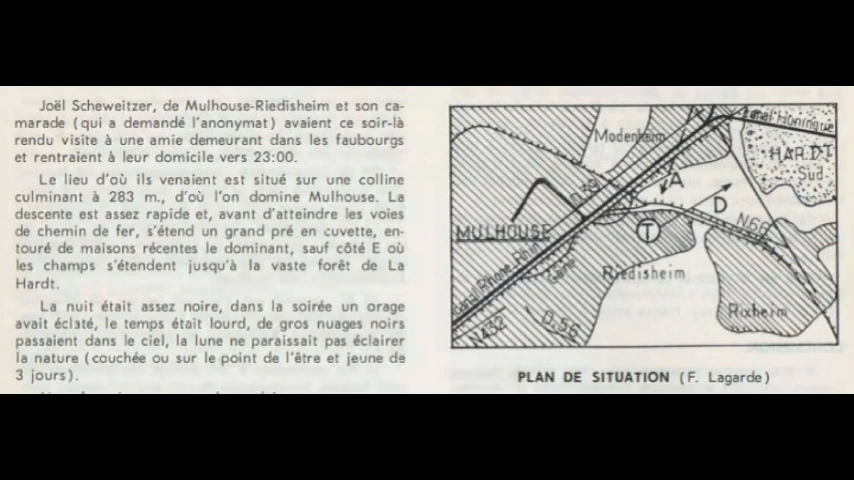 Joël Scheweitzer, de Mulhouse-Riedisheim et son ca-
marade (qui a demandé l'anonymat) avaient ce soir-là
rendu visite à une amie demeurant dans les faubourgs
et rentraient à leur domicile vers 23:00.
Le lieu d'où ils venaient est situé sur une colline
culminant à 283 m., d'où l'on domine Mulhouse. La
descente est assez rapide et, avant d'atteindre les voies
de chemin de fer, s'étend un grand pré en cuvette, en-
touré de maisons récentes le dominant, sauf côté E où
les champs s'étendent jusqu'à la vaste forêt de La
Hardt.
La nuit était assez noire, dans la soirée un orage
avait éclaté, le temps était lourd, de gros nuages noirs
passaient dans le ciel, la lune ne paraissait pas éclairer
la nature (couchée ou sur le point de l'être et jeune de
3 jours).
Canal Huningue
Modenheim
HARDT
Sud
A
D
MULHOUSE
N66
T
Canal Rhone Rhin
Gare
Riedisheim
Rixheim
N432
D.56
PLAN DE SITUATION (F. Lagarde)